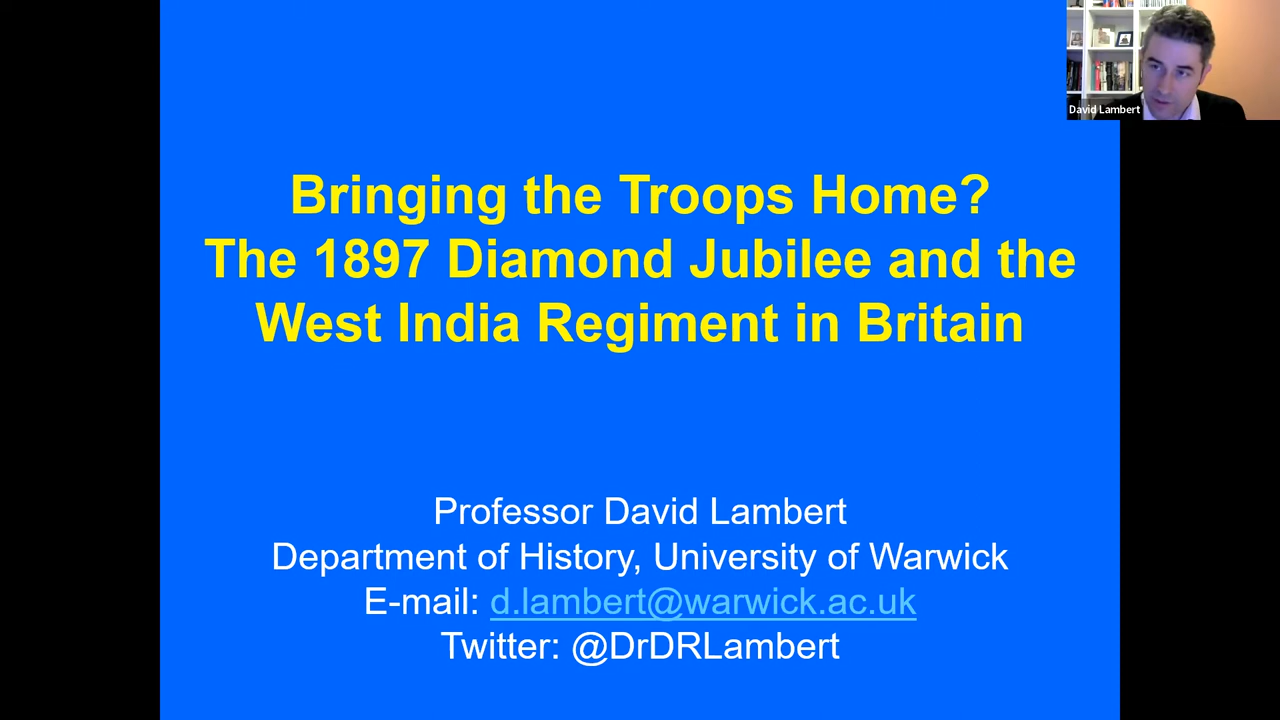 David Lambert
Bringing the Troops Home?
The 1897 Diamond Jubilee and the
West India Regiment in Britain
Professor David Lambert
Department of History, University of Warwick
E-mail: d.lambert@warwick.ac.uk
Twitter: @DrDRLambert